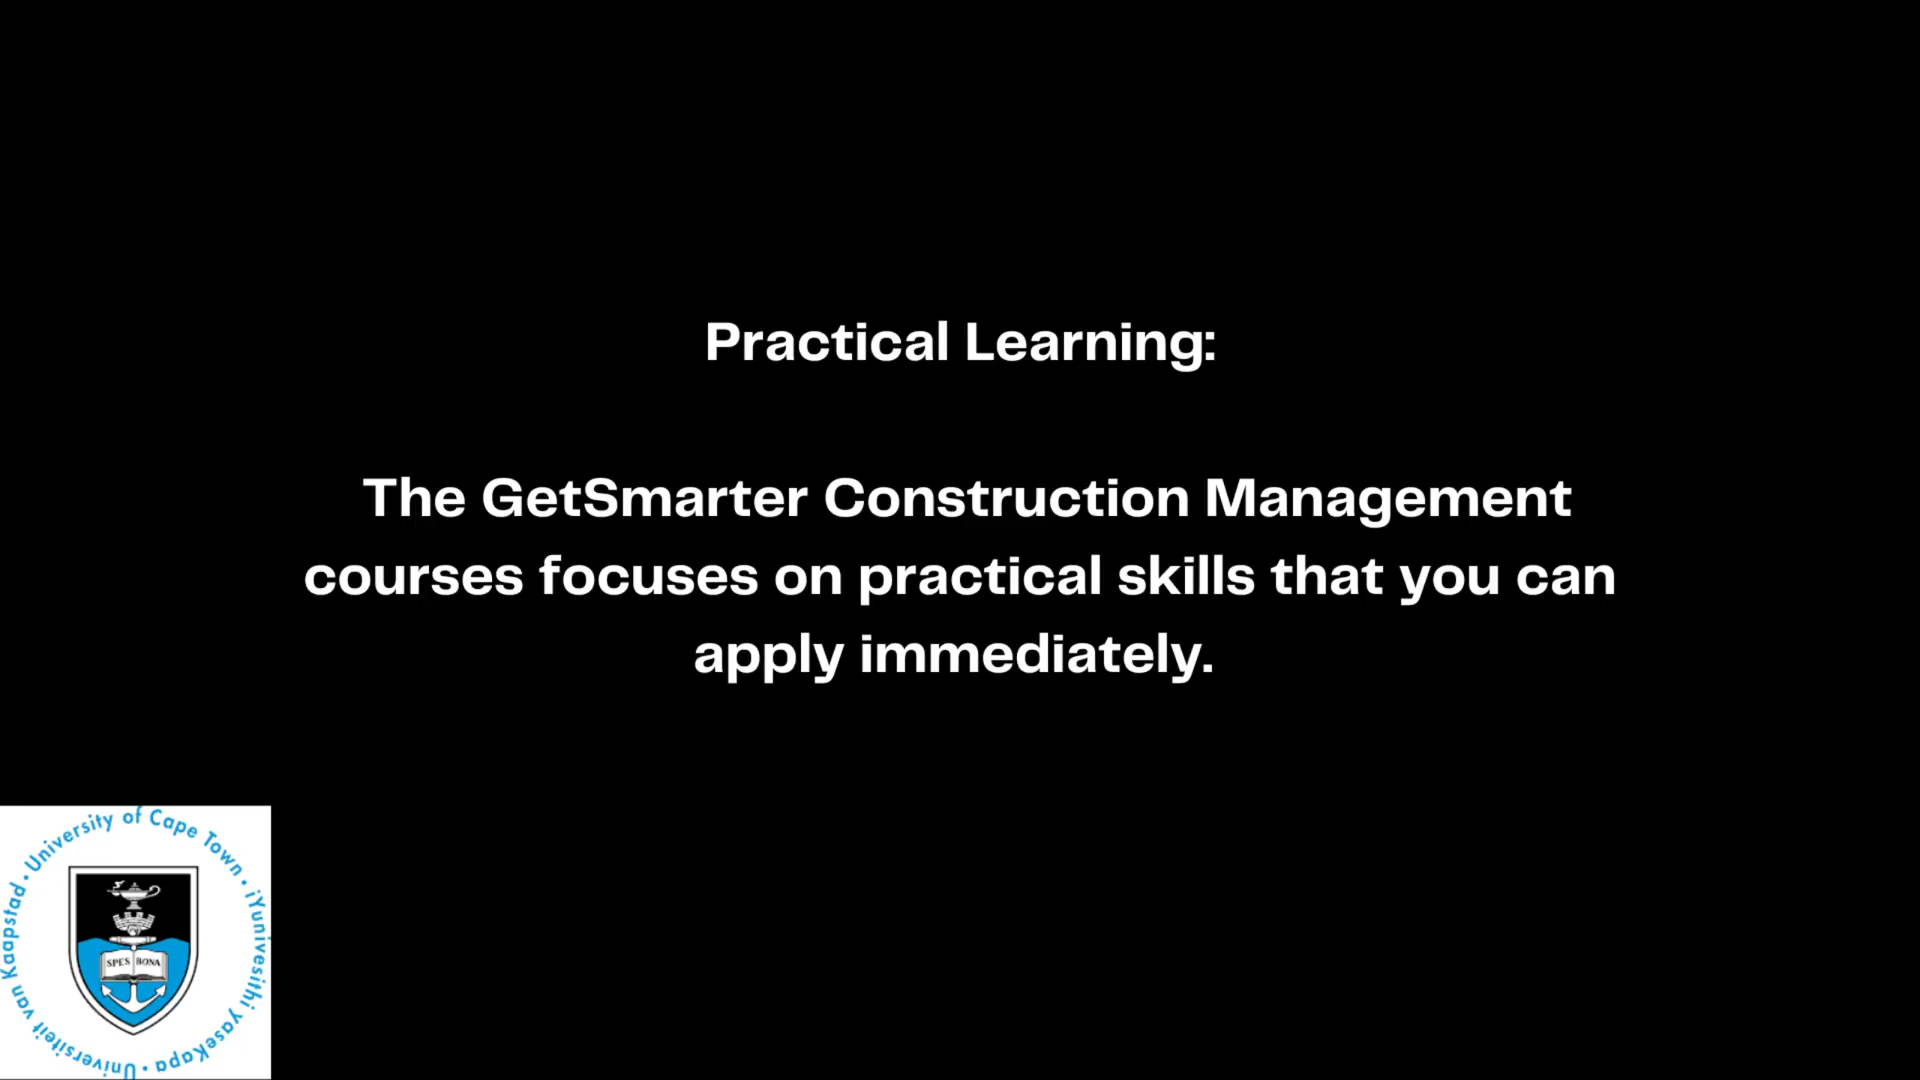 Practical Learning:
The GetSmarter Construction Management
courses focuses on practical skills that you can
apply immediately.
University of Cape Town • iYunivesithi yaseKapa • Universiteit van Kaapstad •
SPES BONA